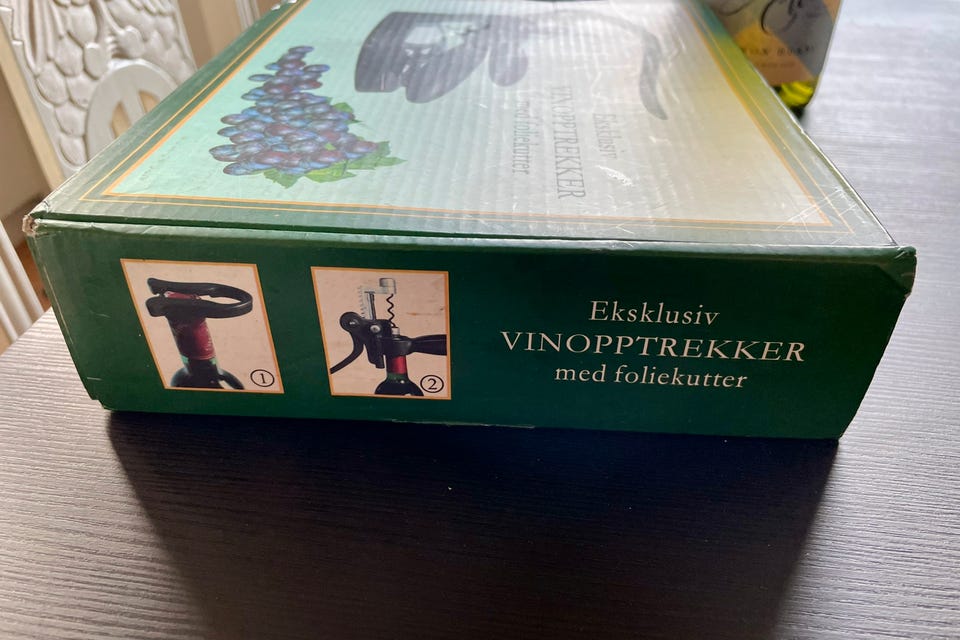 Eksklusiv
VINOPPTREKKER
med foliekutter
1
2
Eksklusiv
VINOPPTREKKER
med foliekutter